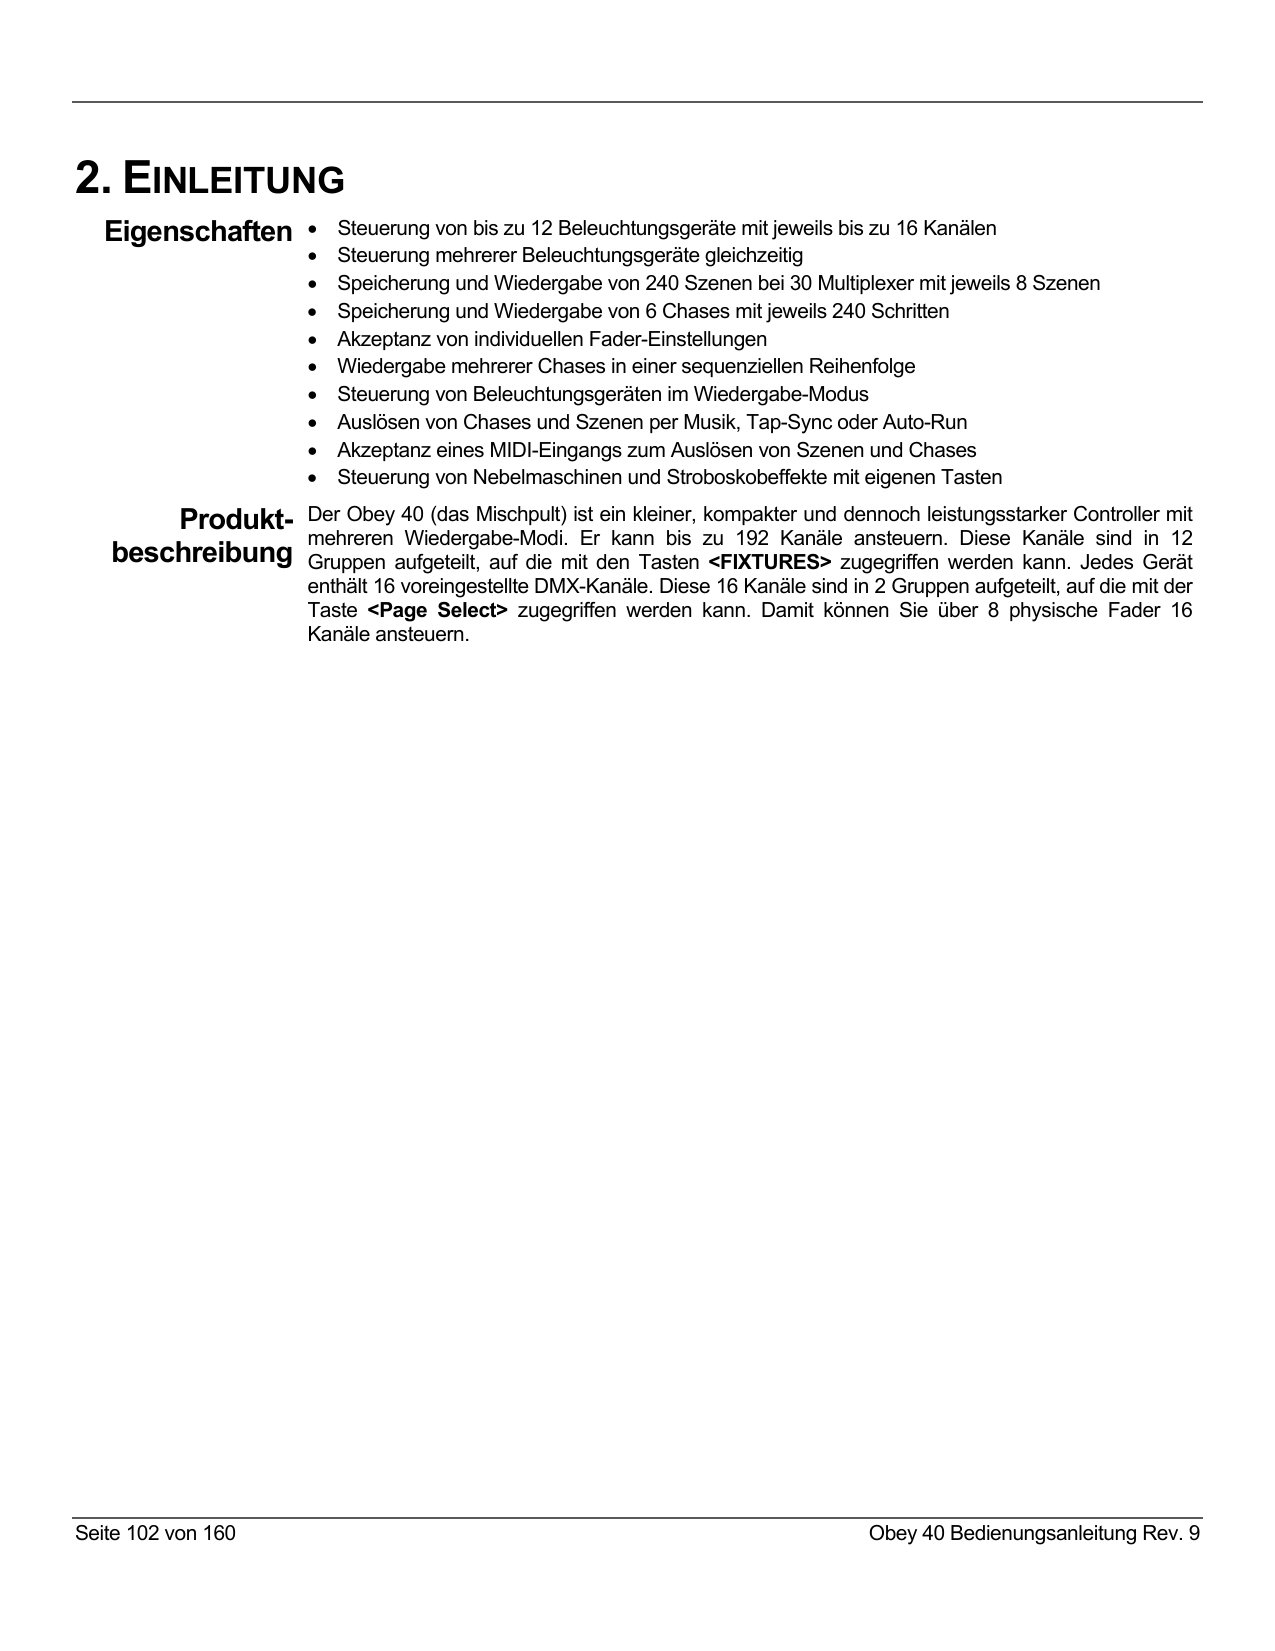 2. EINLEITUNG
Eigenschaften
• Steuerung von bis zu 12 Beleuchtungsgeräte mit jeweils bis zu 16 Kanälen
• Steuerung mehrerer Beleuchtungsgeräte gleichzeitig
• Speicherung und Wiedergabe von 240 Szenen bei 30 Multiplexer mit jeweils 8 Szenen
• Speicherung und Wiedergabe von 6 Chases mit jeweils 240 Schritten
• Akzeptanz von individuellen Fader-Einstellungen
• Wiedergabe mehrerer Chases in einer sequenziellen Reihenfolge
• Steuerung von Beleuchtungsgeräten im Wiedergabe-Modus
• Auslösen von Chases und Szenen per Musik, Tap-Sync oder Auto-Run
• Akzeptanz eines MIDI-Eingangs zum Auslösen von Szenen und Chases
• Steuerung von Nebelmaschinen und Stroboskobeffekte mit eigenen Tasten
Produkt-
beschreibung
Der Obey 40 (das Mischpult) ist ein kleiner, kompakter und dennoch leistungsstarker Controller mit
mehreren Wiedergabe-Modi. Er kann bis zu 192 Kanäle ansteuern. Diese Kanäle sind in 12
Gruppen aufgeteilt, auf die mit den Tasten <FIXTURES> zugegriffen werden kann. Jedes Gerät
enthält 16 voreingestellte DMX-Kanäle. Diese 16 Kanäle sind in 2 Gruppen aufgeteilt, auf die mit der
Taste <Page Select> zugegriffen werden kann. Damit können Sie über 8 physische Fader 16
Kanäle ansteuern.
Seite 102 von 160
Obey 40 Bedienungsanleitung Rev. 9